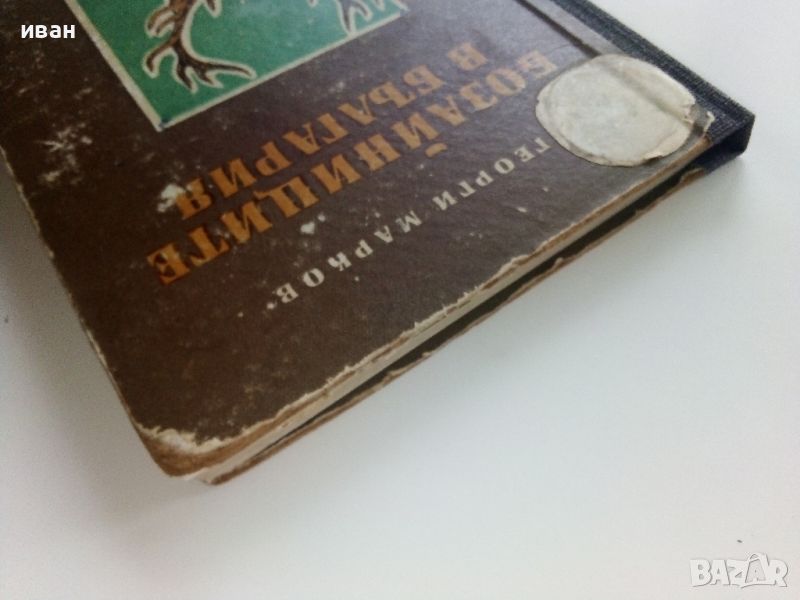 иван
ГЕОРГИ МАРКОВ
БОЗАЙНИЦИТЕ
В БЪЛГАРИЯ
BAZAR